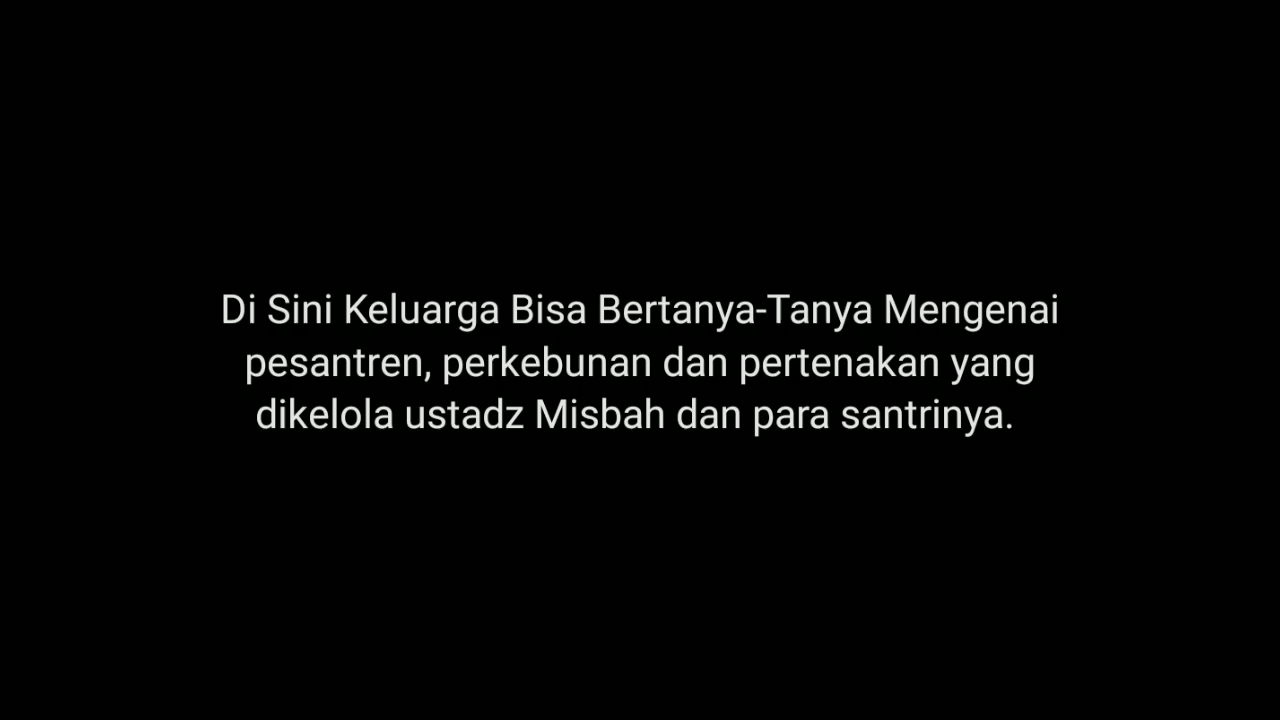 Di Sini Keluarga Bisa Bertanya-Tanya Mengenai
pesantren, perkebunan dan pertenakan yang
dikelola ustadz Misbah dan para santrinya.